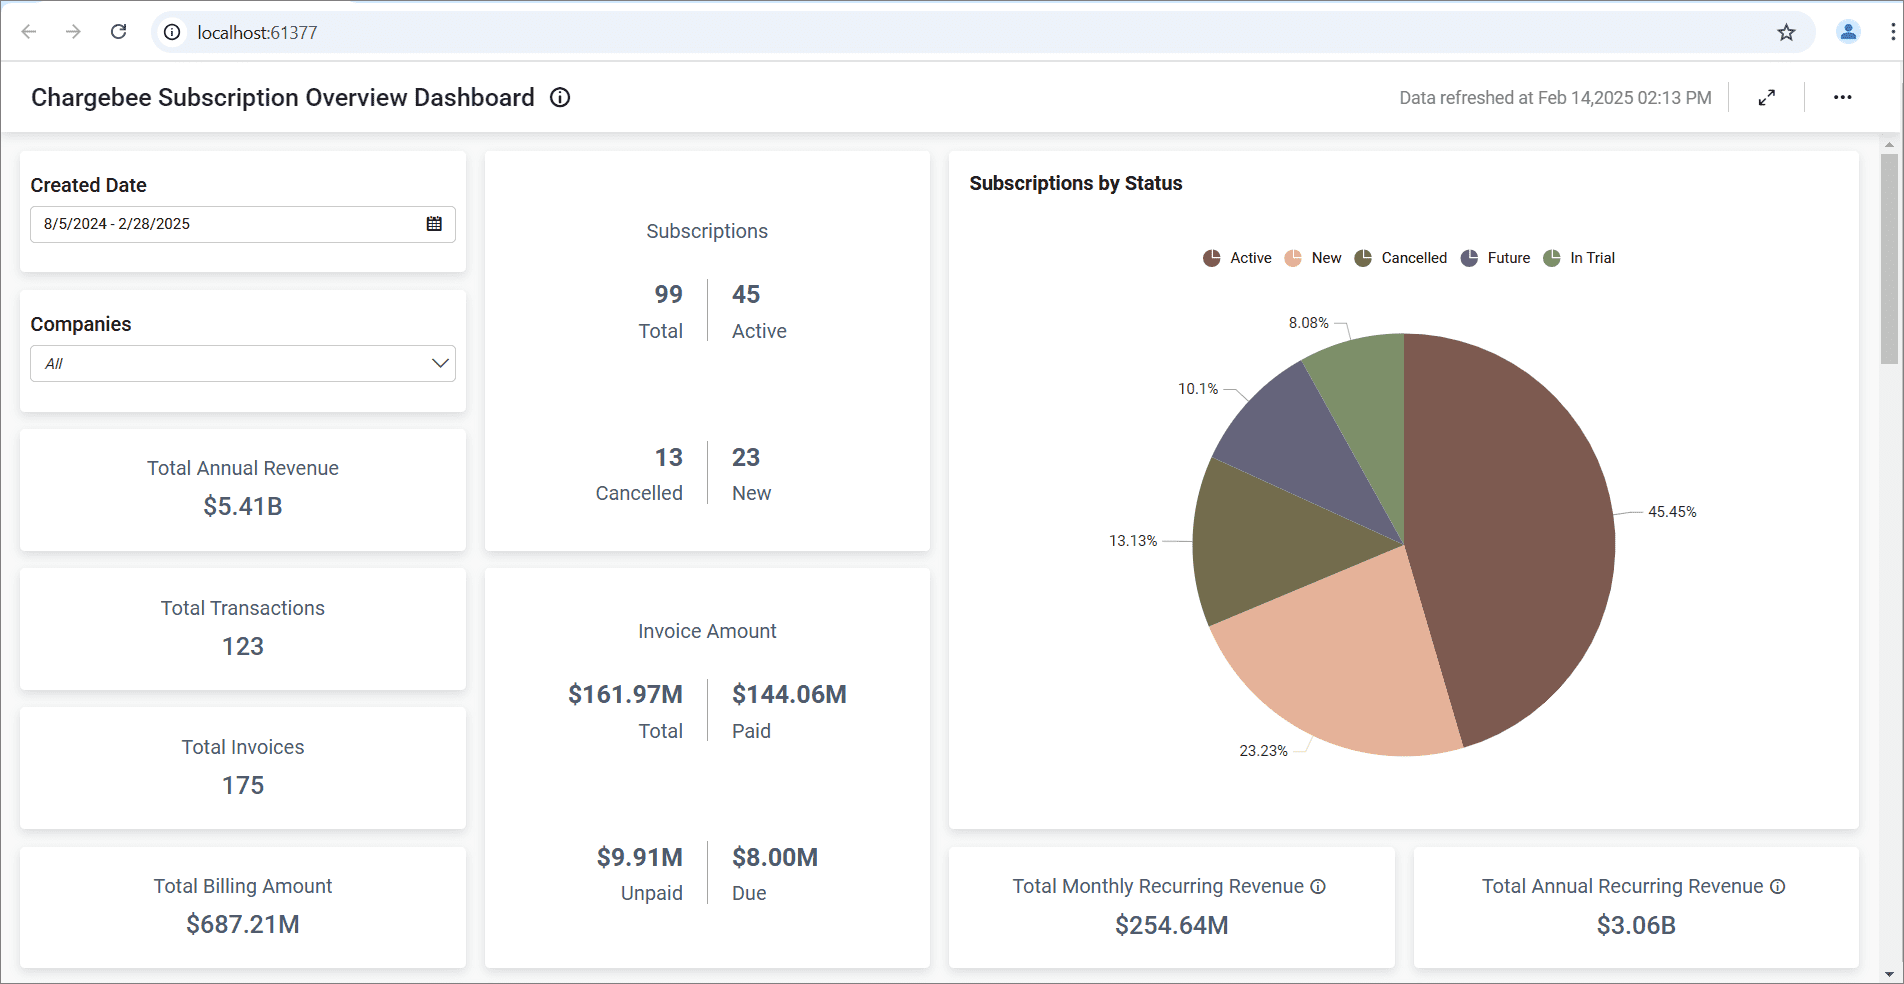 localhost:61377
Chargebee Subscription Overview Dashboard
Data refreshed at Feb 14,2025 02:13 PM
Created Date
8/5/2024 - 2/28/2025
Companies
All
Total Annual Revenue
$5.41B
Total Transactions
123
Total Invoices
175
Total Billing Amount
$687.21M
Subscriptions
99 45
Total Active
13 23
Cancelled New
Invoice Amount
$161.97M $144.06M
Total Paid
$9.91M $8.00M
Unpaid Due
Subscriptions by Status
Active New Cancelled Future In Trial
8.08%
10.1%
45.45%
13.13%
23.23%
Total Monthly Recurring Revenue
$254.64M
Total Annual Recurring Revenue
$3.06B